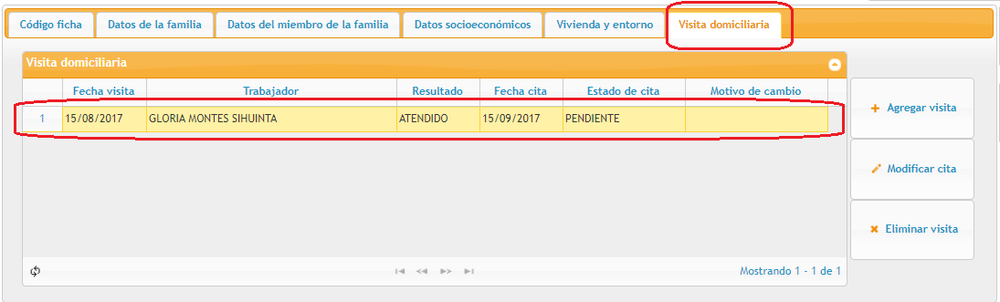 Código ficha Datos de la familia Datos del miembro de la familia Datos socioeconómicos Vivienda y entorno Visita domiciliaria
Visita domiciliaria
Fecha visita Trabajador Resultado Fecha cita Estado de cita Motivo de cambio
1 15/08/2017 GLORIA MONTES SIHUINTA ATENDIDO 15/09/2017 PENDIENTE
Agregar visita
Modificar cita
Eliminar visita
Mostrando 1 - 1 de 1